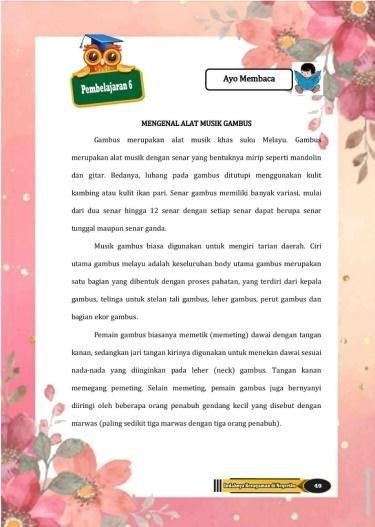 Pembelajaran 6
Ayo Membaca
MENGENAL ALAT MUSIK GAMBUS
Gambus merupakan alat musik khas suku Melayu. Gambus
merupakan alat musik dengan senar yang bentuknya mirip seperti mandolin
dan gitar. Bedanya, lubang pada gambus ditutupi menggunakan kulit
kambing atau kulit ikan pari. Senar gambus memiliki banyak variasi, mulai
dari dua senar hingga 12 senar dengan setiap senar dapat berupa senar
tunggal maupun senar ganda.
Musik gambus biasa digunakan untuk mengiri tarian daerah. Ciri
utama gambus melayu adalah keseluruhan body utama gambus merupakan
satu bagian yang dibentuk dengan proses pahatan, yang terdiri dari kepala
gambus, telinga untuk stelan tali gambus, leher gambus, perut gambus dan
bagian ekor gambus.
Pemain gambus biasanya memetik (memeting) dawai dengan tangan
kanan, sedangkan jari tangan kirinya digunakan untuk menekan dawai sesuai
nada-nada yang diinginkan pada leher (neck) gambus. Tangan kanan
memegang pemeting. Selain memeting, pemain gambus juga bernyanyi
diiringi oleh beberapa orang penabuh gendang kecil yang disebut dengan
marwas (paling sedikit tiga marwas dengan tiga orang penabuh).
Indahnya Keragaman di Negeriku
49